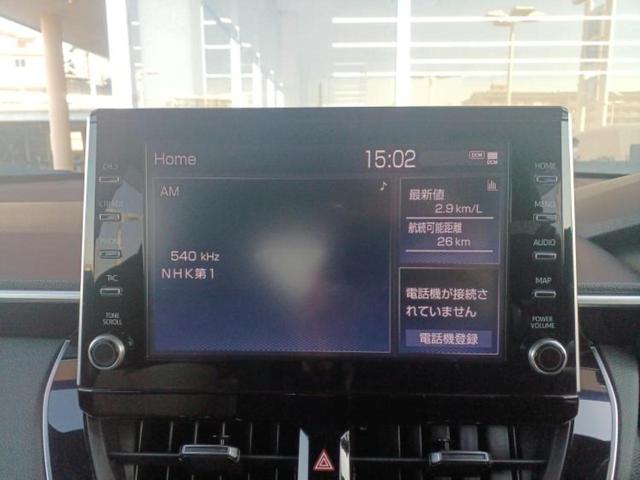 Home
15:02
DCM
DCM
AM
540 kHz
NHK第1
最新値
2.9 km/L
航続可能距離
26 km
電話機が接続さ
れていません
電話機登録
TUNE
SCROLL
HOME
MENU
AUDIO
MAP
POWER
VOLUME